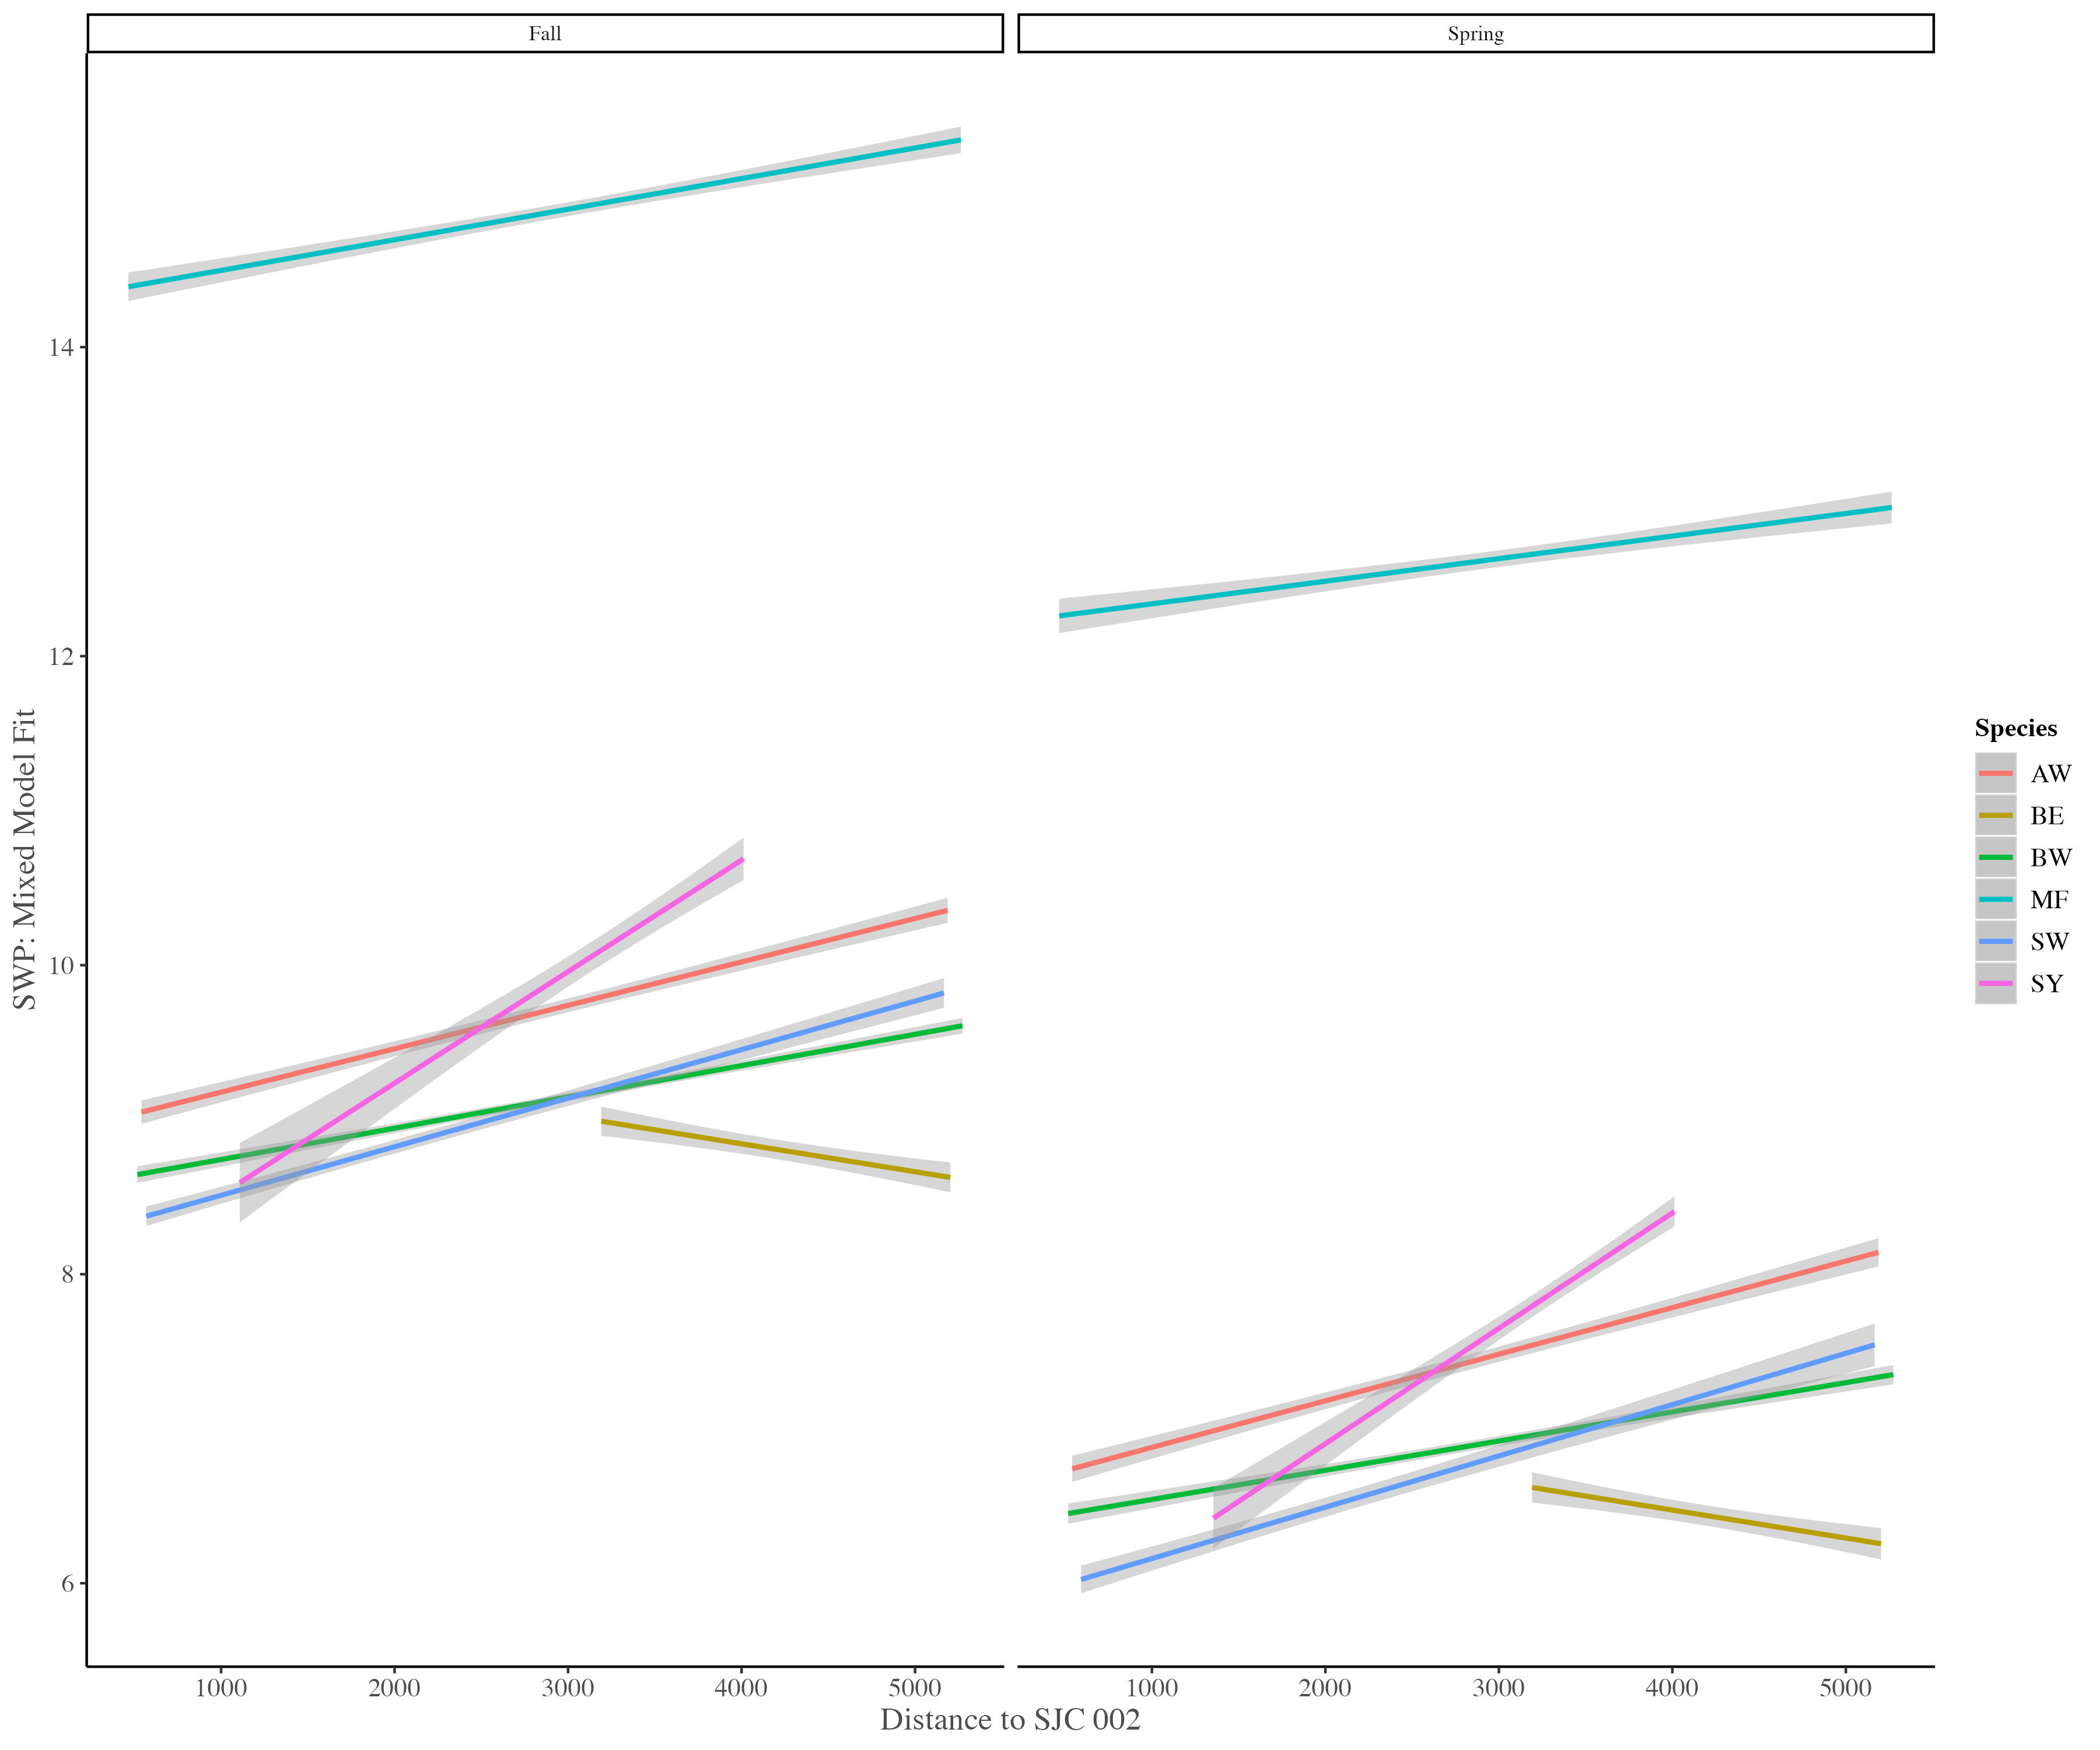 Fall
Spring
SWP: Mixed Model Fit
14
12
10
8
6
1000 2000 3000 4000 5000
1000 2000 3000 4000 5000
Distance to SJC 002
Species
AW
BE
BW
MF
SW
SY